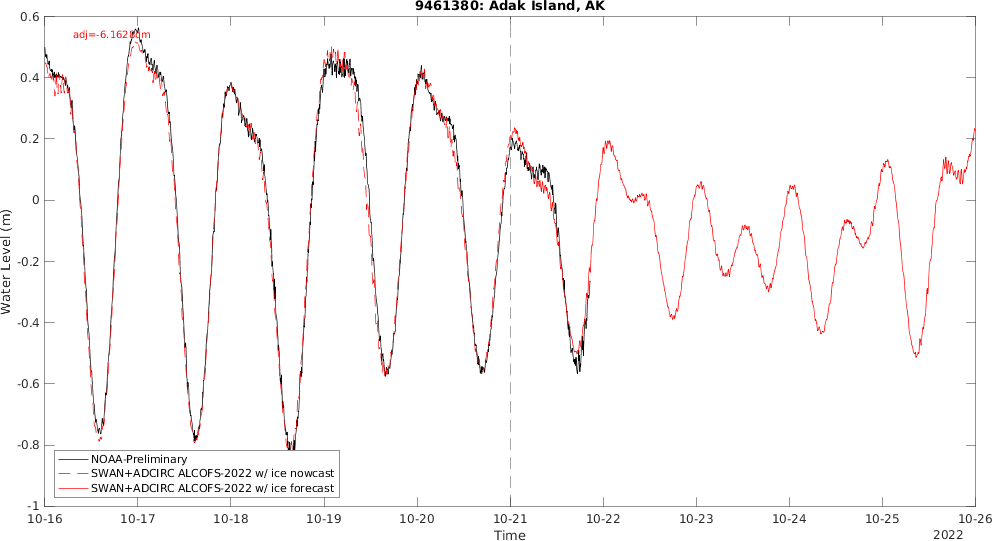 9461380: Adak Island, AK
adj=-6.1628cm
0.6
0.4
0.2
0
-0.2
-0.4
-0.6
-0.8
-1
Water Level (m)
NOAA-Preliminary
SWAN+ADCIRC ALCOFS-2022 w/ ice nowcast
SWAN+ADCIRC ALCOFS-2022 w/ ice forecast
10-16 10-17 10-18 10-19 10-20 10-21 10-22 10-23 10-24 10-25 10-26
Time
2022